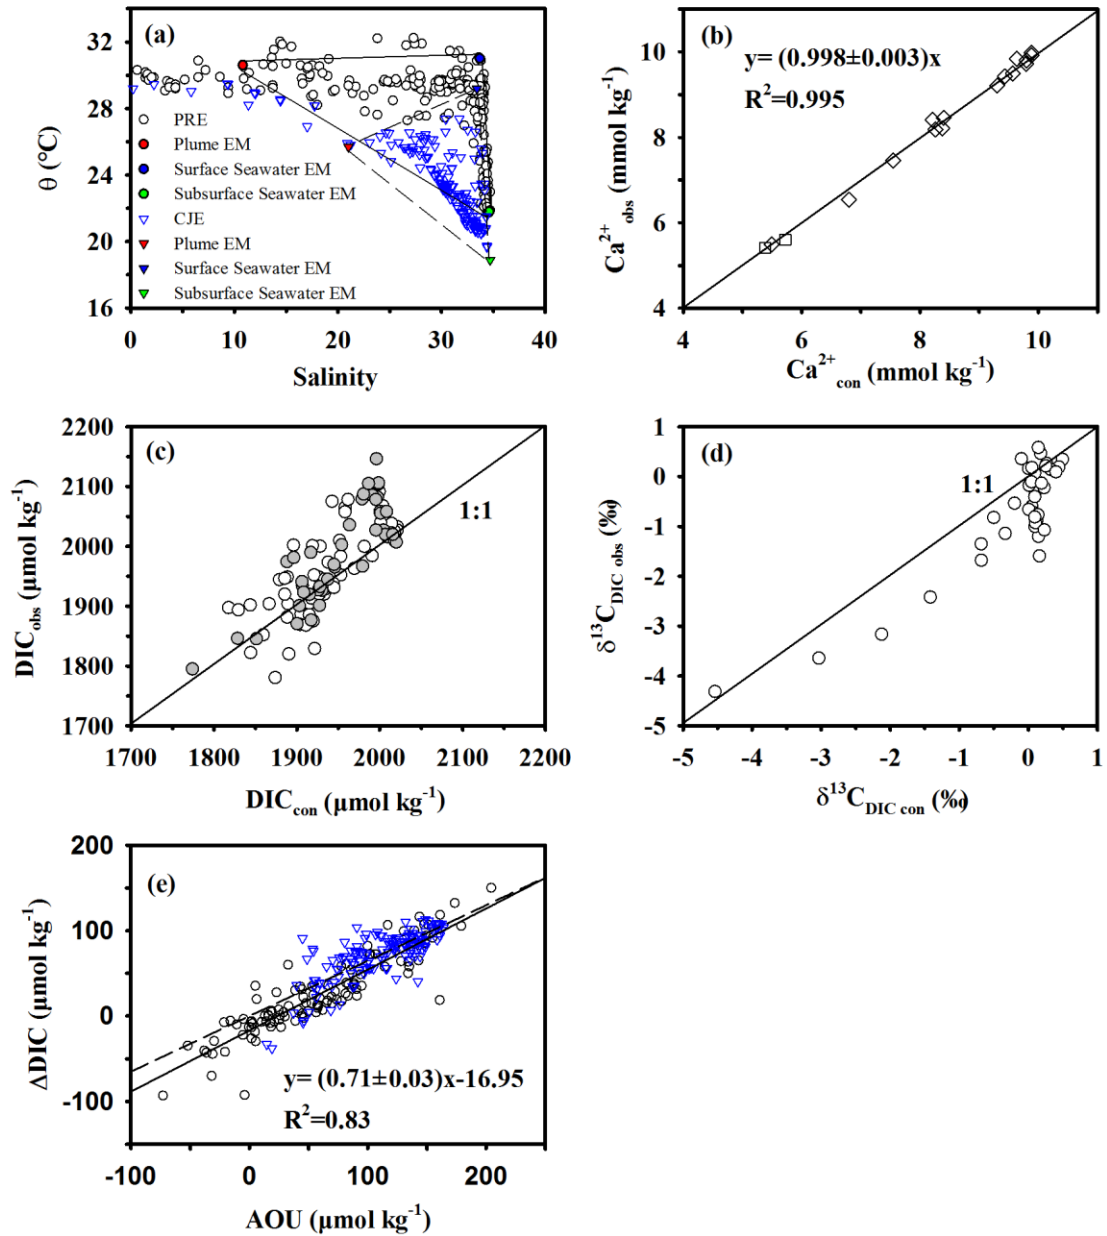 (a)
θ (°C)
32
28
24
20
16
PRE
Plume EM
Surface Seawater EM
Subsurface Seawater EM
CJE
Plume EM
Surface Seawater EM
Subsurface Seawater EM
0 10 20 30 40
Salinity
(b)
y= (0.998±0.003)x
R²=0.995
Ca²⁺obs (mmol kg⁻¹)
10
8
6
4
4 6 8 10
Ca²⁺con (mmol kg⁻¹)
(c)
1:1
DICobs (µmol kg⁻¹)
2200
2100
2000
1900
1800
1700
1700 1800 1900 2000 2100 2200
DICcon (µmol kg⁻¹)
(d)
1:1
δ¹³CDIC obs (‰)
1
0
-1
-2
-3
-4
-5
-5 -4 -3 -2 -1 0 1
δ¹³CDIC con (‰)
(e)
y= (0.71±0.03)x-16.95
R²=0.83
ΔDIC (µmol kg⁻¹)
200
100
0
-100
-100 0 100 200
AOU (µmol kg⁻¹)